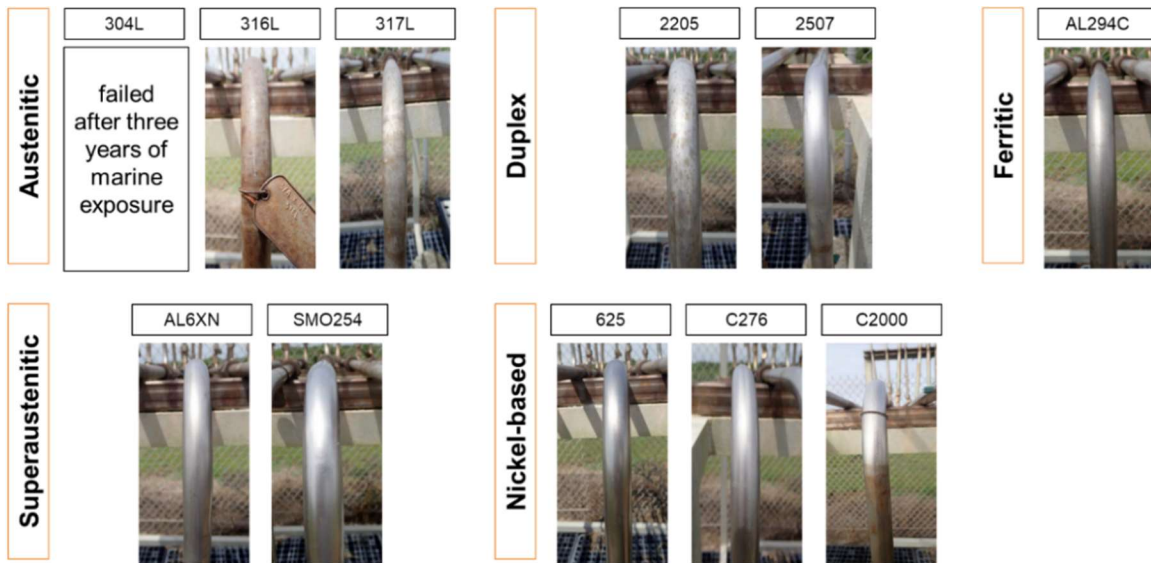 Austenitic
304L
316L
317L
failed
after three
years of
marine
exposure
Duplex
2205
2507
Ferritic
AL294C
Superaustenitic
AL6XN
SMO254
Nickel-based
625
C276
C2000